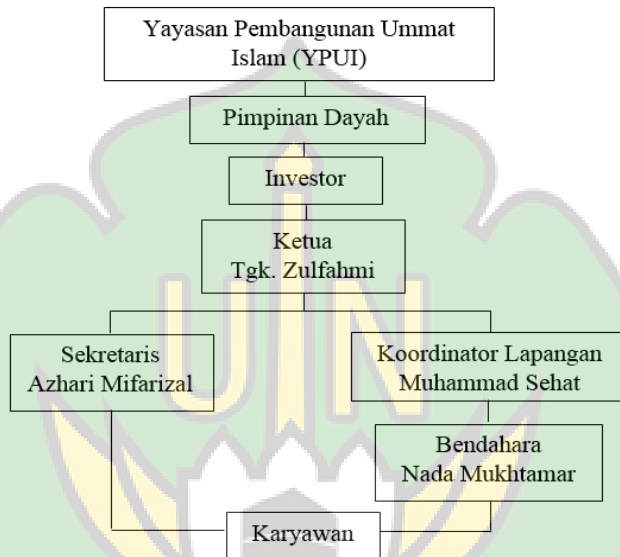 Yayasan Pembangunan Ummat
Islam (YPUI)
Pimpinan Dayah
Investor
Ketua
Tgk. Zulfahmi
Sekretaris
Azhari Mifarizal
Koordinator Lapangan
Muhammad Sehat
Bendahara
Nada Mukhtamar
Karyawan
UIN